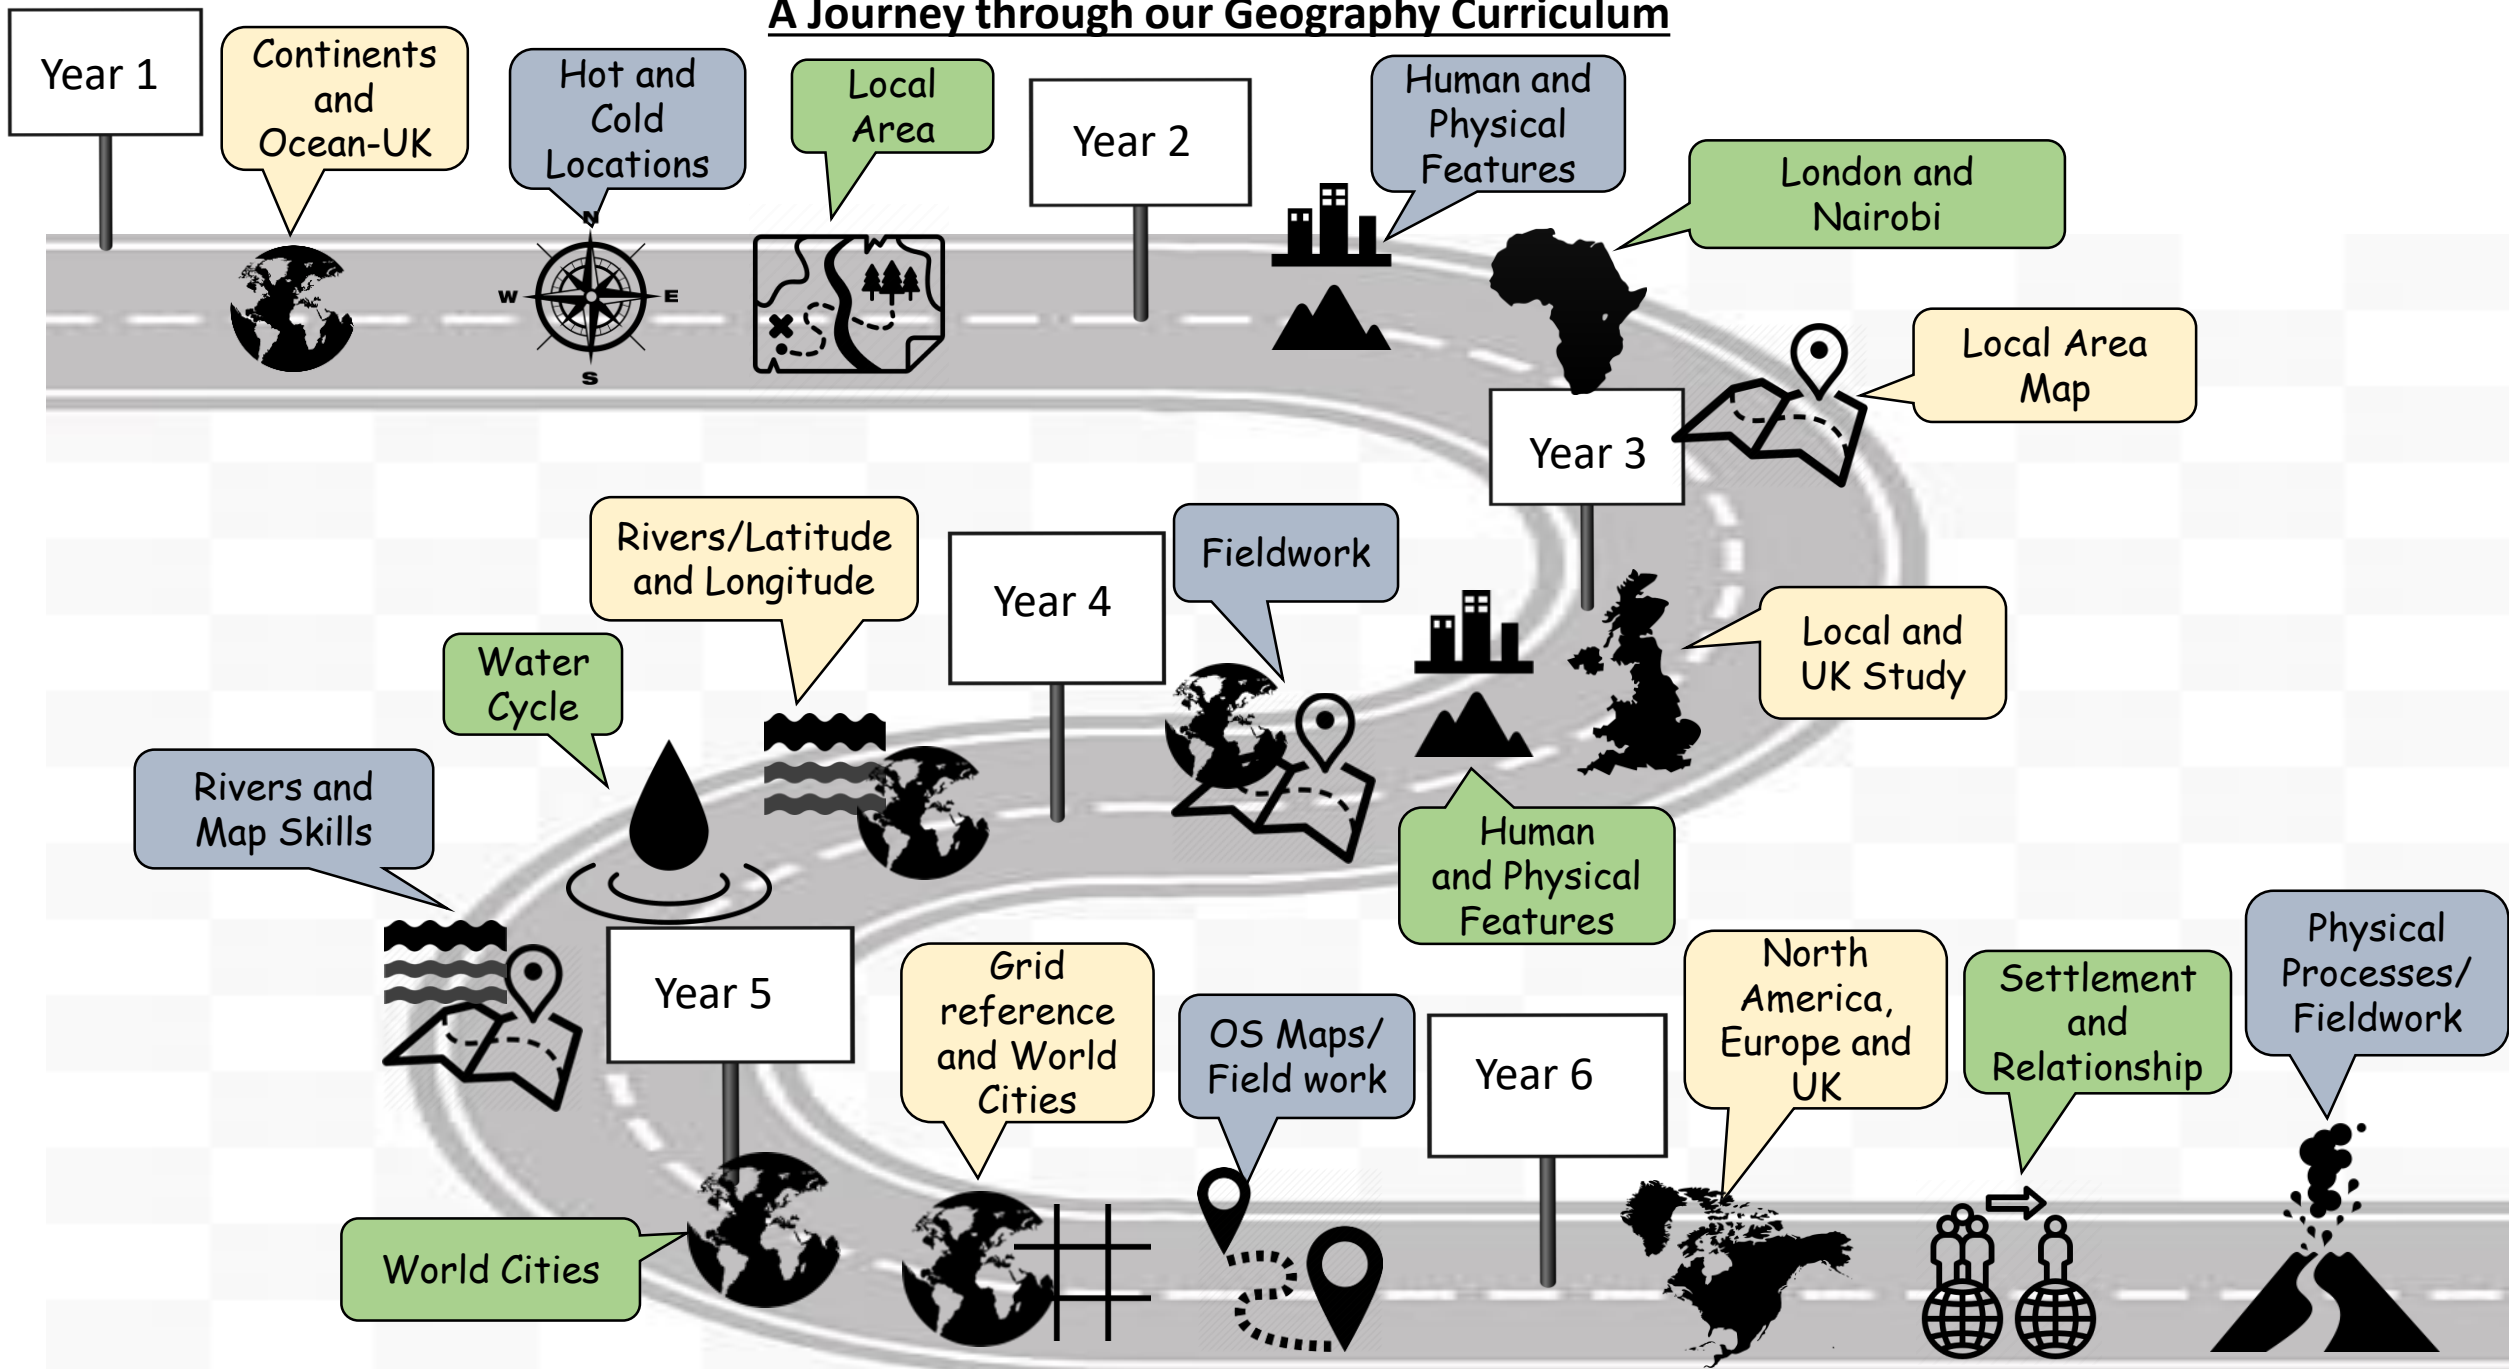 A Journey through our Geography Curriculum
Year 1
Continents
and
Ocean-UK
Hot and
Cold
Locations
Local
Area
Year 2
Human and
Physical
Features
London and
Nairobi
Local Area
Map
N
W
E
S
Year 3
Local and
UK Study
Human
and Physical
Features
Fieldwork
Year 4
Rivers/Latitude
and Longitude
Water
Cycle
Rivers and
Map Skills
Year 5
World Cities
Grid
reference
and World
Cities
OS Maps/
Field work
Year 6
North
America,
Europe and
UK
Settlement
and
Relationship
Physical
Processes/
Fieldwork